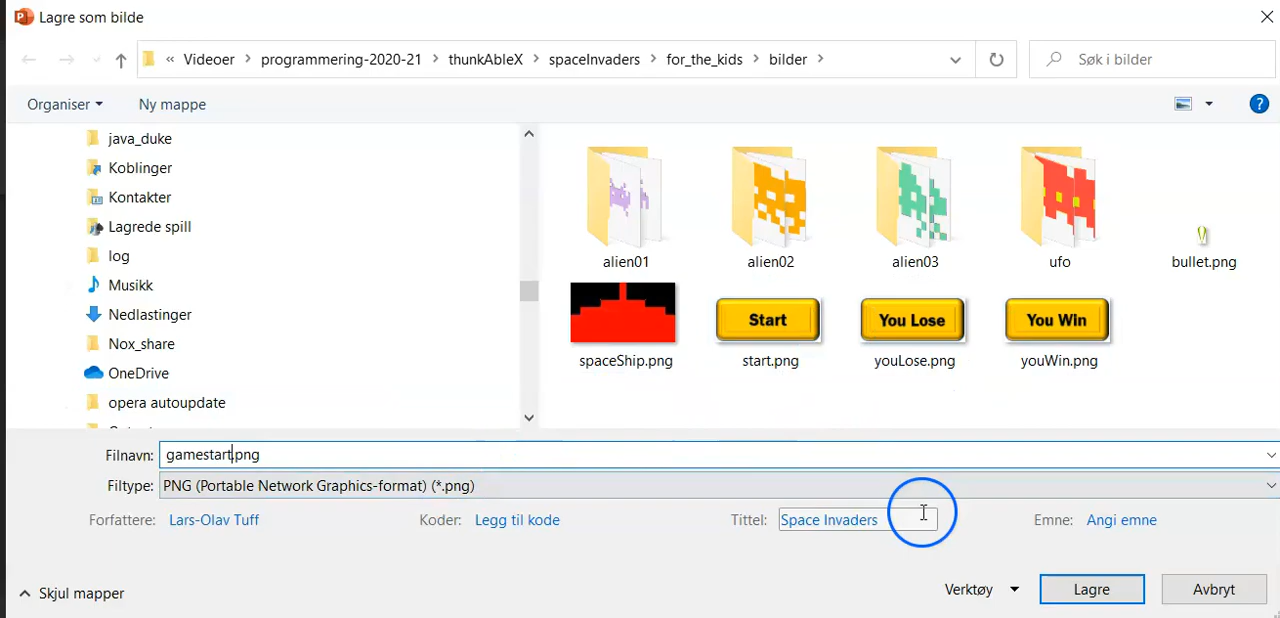 Lagre som bilde
« Videoer > programmering-2020-21 > thunkAbleX > spaceInvaders > for_the_kids > bilder >
Søk i bilder
Organiser
Ny mappe
java_duke
Koblinger
Kontakter
Lagrede spill
log
Musikk
Nedlastinger
Nox_share
OneDrive
opera autoupdate
alien01
alien02
alien03
ufo
bullet.png
Start
You Lose
You Win
spaceShip.png
start.png
youLose.png
youWin.png
Filnavn: gamestart.png
Filtype: PNG (Portable Network Graphics-format) (*.png)
Forfattere: Lars-Olav Tuff
Koder: Legg til kode
Tittel: Space Invaders
Emne: Angi emne
Skjul mapper
Verktøy
Lagre
Avbryt